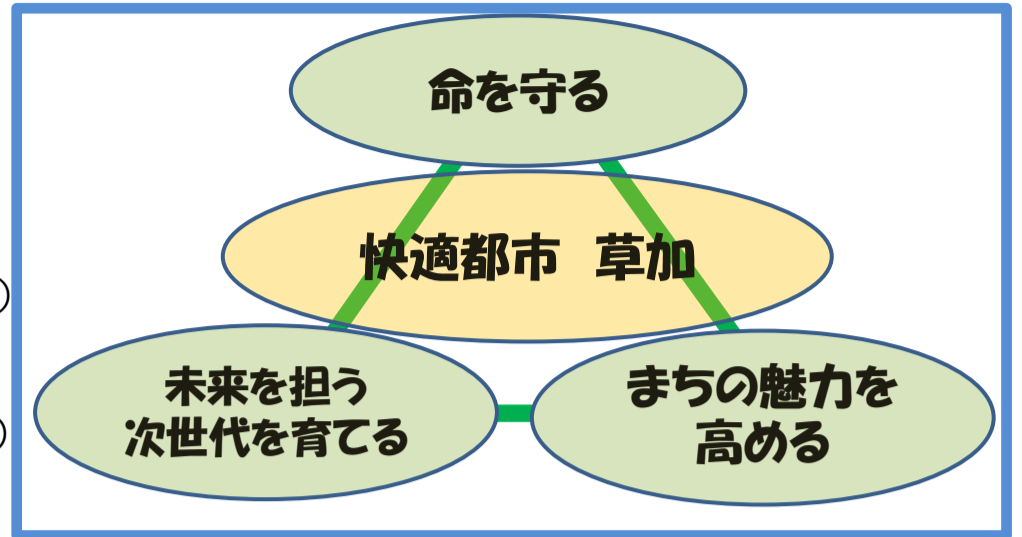 命を守る
快適都市　草加
未来を担う
次世代を育てる
まちの魅力を
高める